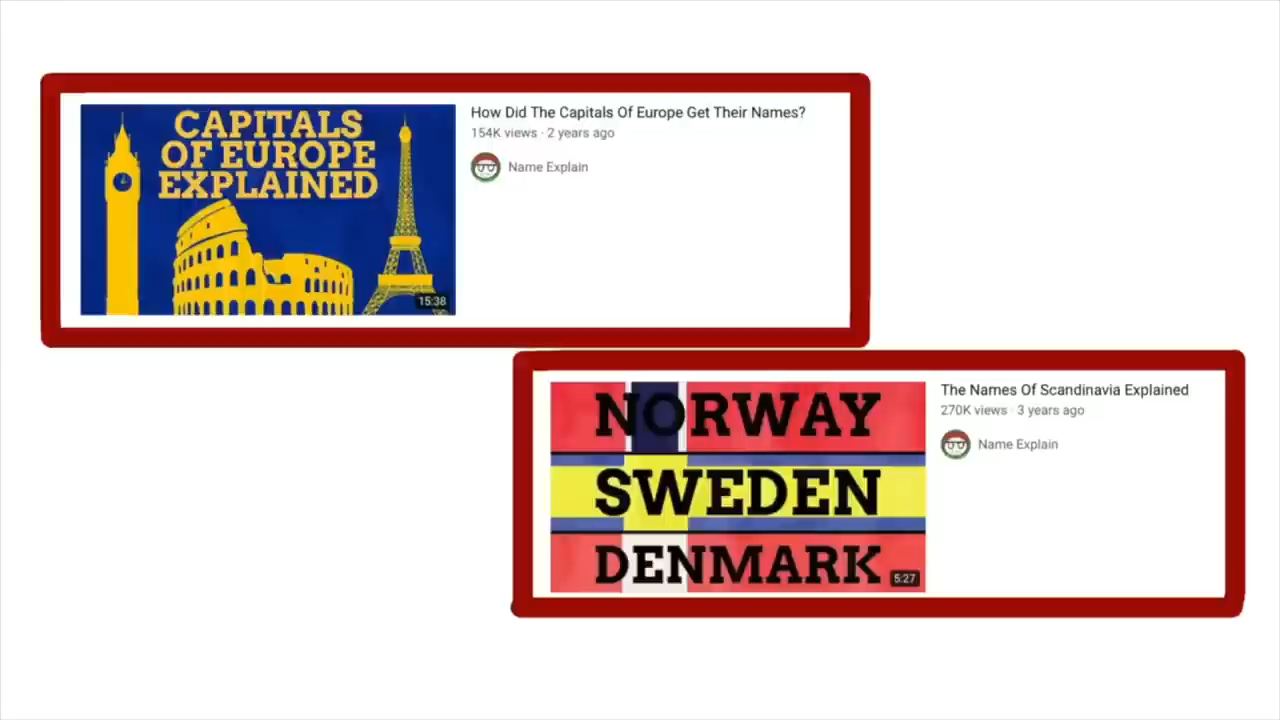 CAPITALS
OF EUROPE
EXPLAINED
15:38
How Did The Capitals Of Europe Get Their Names?
154K views · 2 years ago
Name Explain
NORWAY
SWEDEN
DENMARK
5:27
The Names Of Scandinavia Explained
270K views · 3 years ago
Name Explain